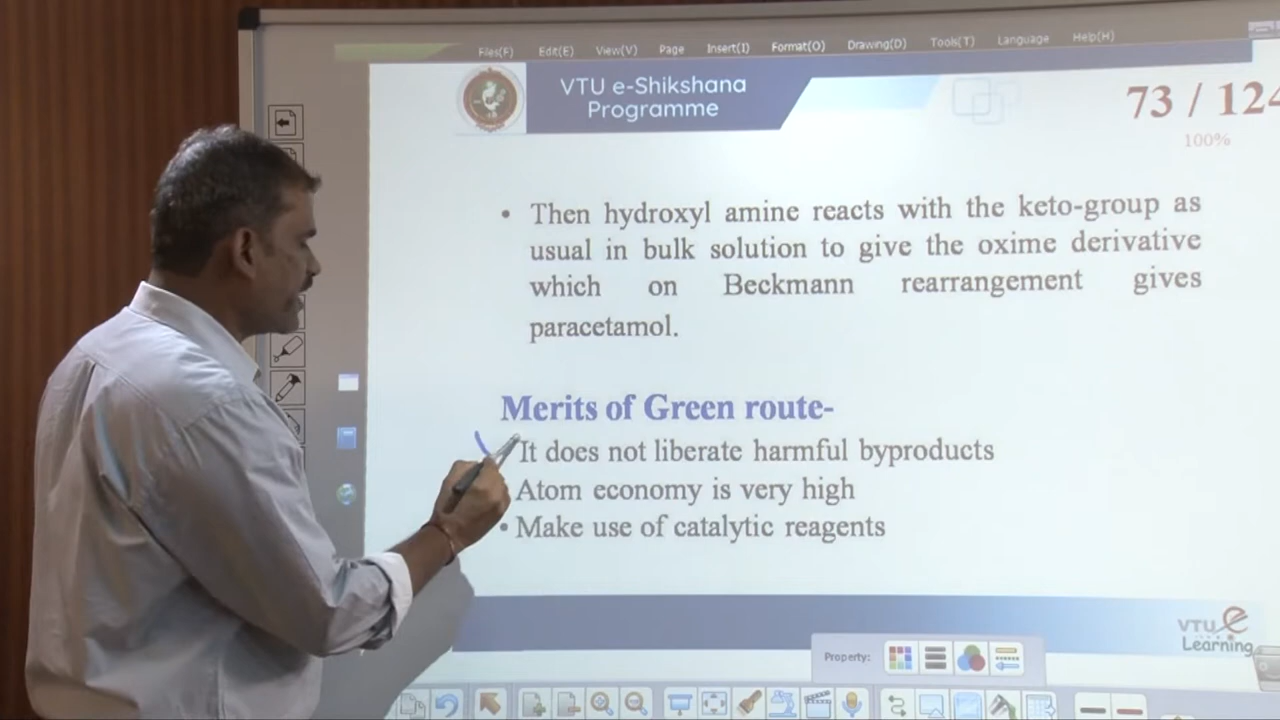 Files(F) Edit(E) View(V) Page Insert(I) Format(O) Drawing(D) Tools(T) Language Help(H)
VTU e-Shikshana
Programme
73 / 124
100%
• Then hydroxyl amine reacts with the keto-group as
usual in bulk solution to give the oxime derivative
which on Beckmann rearrangement gives
paracetamol.
Merits of Green route-
It does not liberate harmful byproducts
Atom economy is very high
• Make use of catalytic reagents
VTU e
Learning
Property: